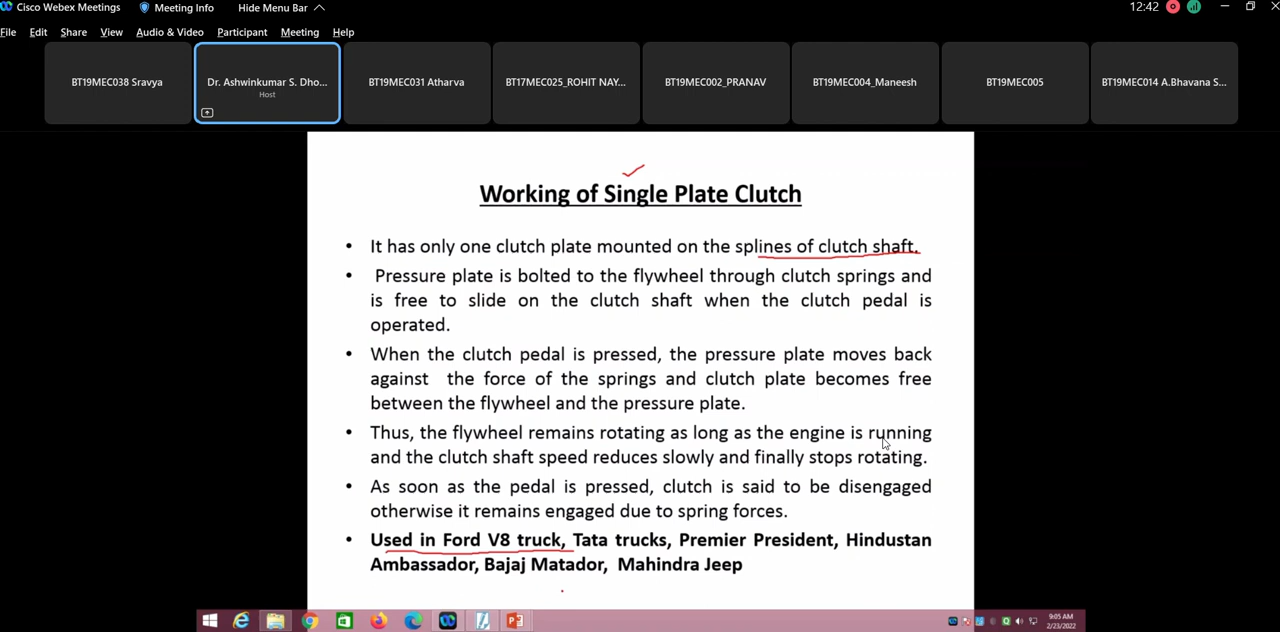 Cisco Webex Meetings Meeting Info Hide Menu Bar 12:42
File Edit Share View Audio & Video Participant Meeting Help
BT19MEC038 Sravya Dr. Ashwinkumar S. Dho... BT19MEC031 Atharva BT17MEC025_ROHIT NAY... BT19MEC002_PRANAV BT19MEC004_Maneesh BT19MEC005 BT19MEC014 A.Bhavana S...
Host
Working of Single Plate Clutch
• It has only one clutch plate mounted on the splines of clutch shaft.
• Pressure plate is bolted to the flywheel through clutch springs and
is free to slide on the clutch shaft when the clutch pedal is
operated.
• When the clutch pedal is pressed, the pressure plate moves back
against the force of the springs and clutch plate becomes free
between the flywheel and the pressure plate.
• Thus, the flywheel remains rotating as long as the engine is running
and the clutch shaft speed reduces slowly and finally stops rotating.
• As soon as the pedal is pressed, clutch is said to be disengaged
otherwise it remains engaged due to spring forces.
• Used in Ford V8 truck, Tata trucks, Premier President, Hindustan
Ambassador, Bajaj Matador, Mahindra Jeep
9:05 AM
2/23/2022